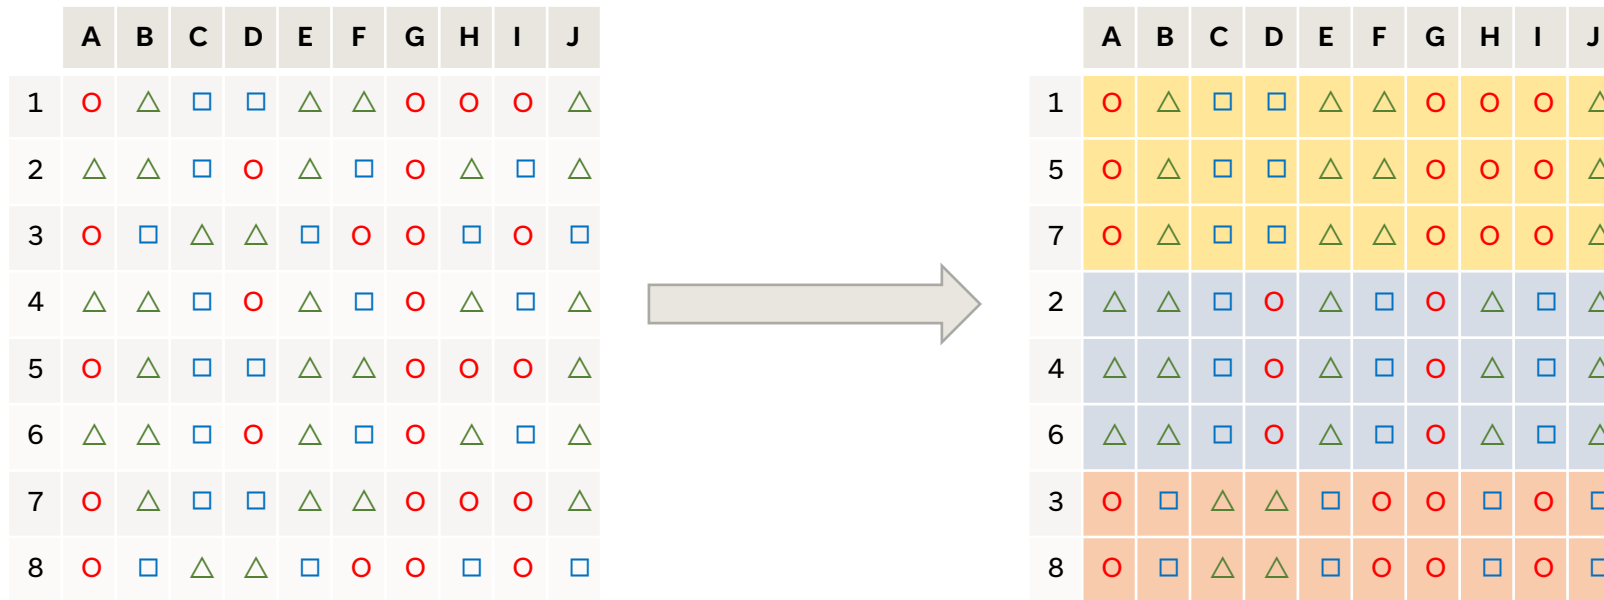 A B C D E F G H I J
1 O △ □ □ △ △ O O O △
2 △ △ □ O △ □ O △ □ △
3 O □ △ △ □ O O □ O □
4 △ △ □ O △ □ O △ □ △
5 O △ □ □ △ △ O O O △
6 △ △ □ O △ □ O △ □ △
7 O △ □ □ △ △ O O O △
8 O □ △ △ □ O O □ O □
A B C D E F G H I J
1 O △ □ □ △ △ O O O △
5 O △ □ □ △ △ O O O △
7 O △ □ □ △ △ O O O △
2 △ △ □ O △ □ O △ □ △
4 △ △ □ O △ □ O △ □ △
6 △ △ □ O △ □ O △ □ △
3 O □ △ △ □ O O □ O □
8 O □ △ △ □ O O □ O □